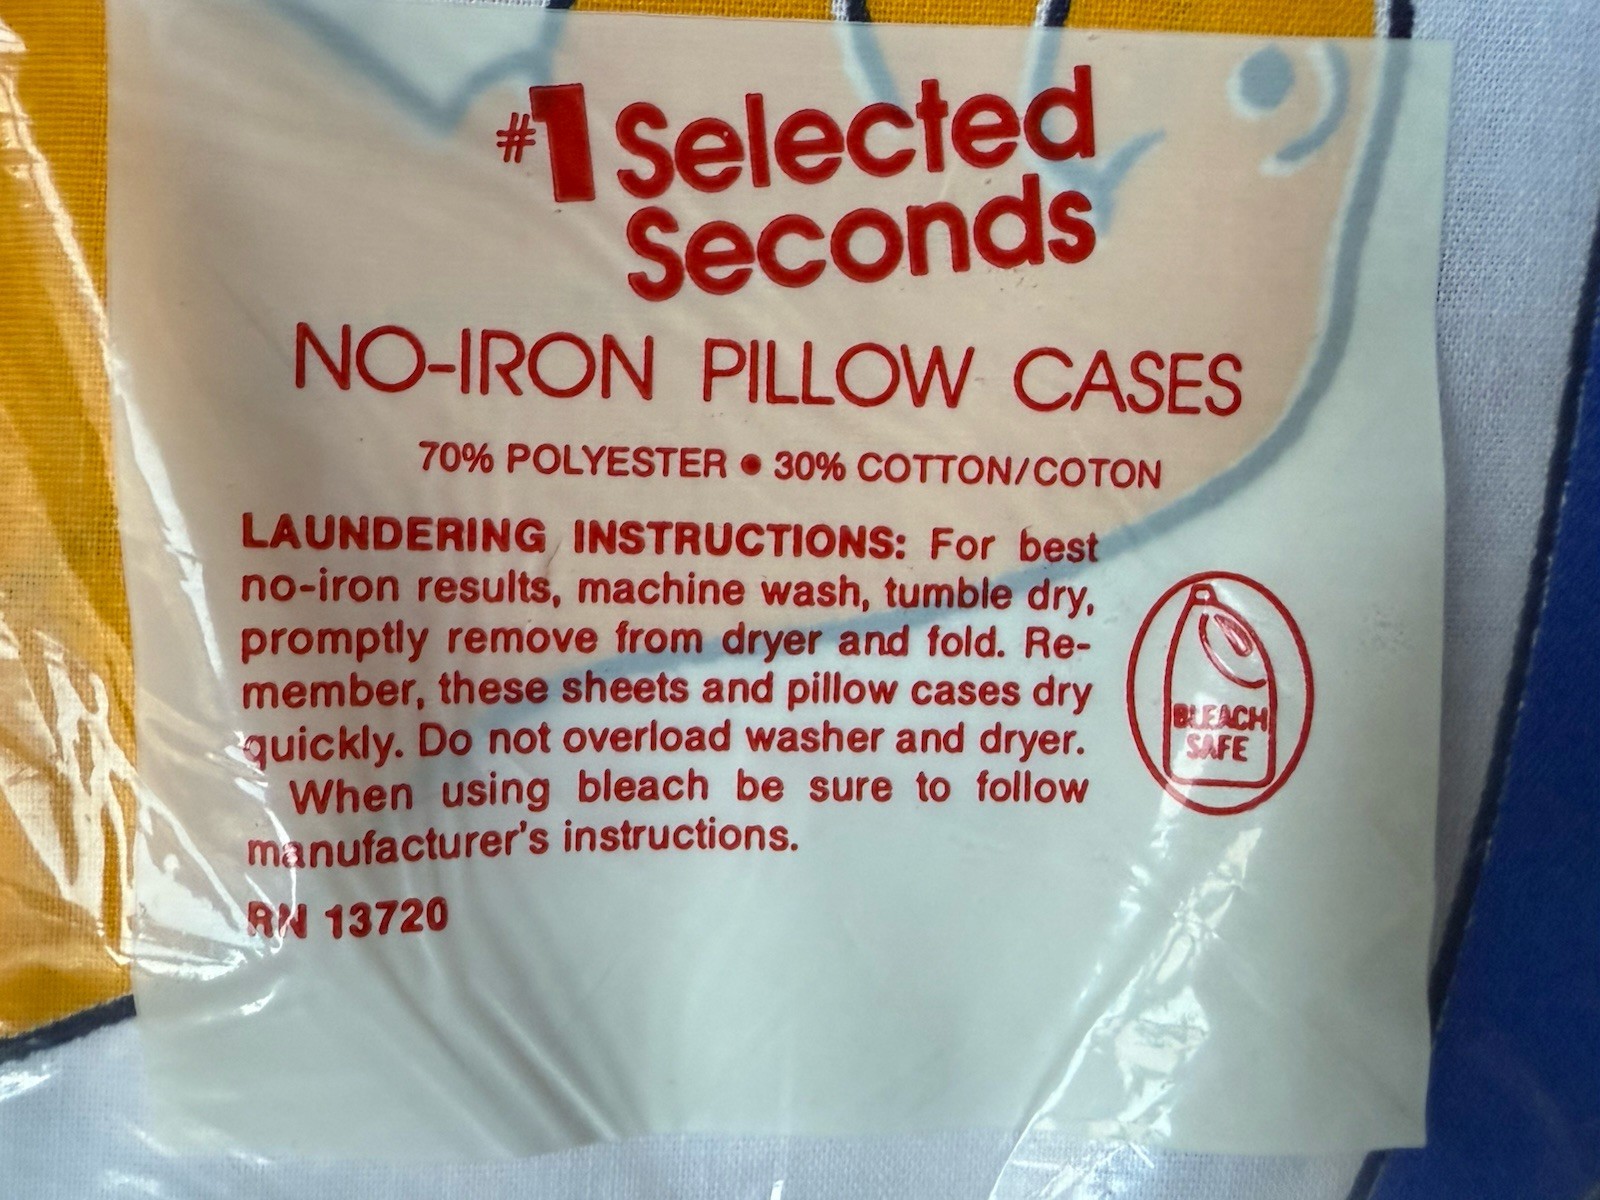 #1 Selected
Seconds
NO-IRON PILLOW CASES
70% POLYESTER • 30% COTTON/COTON
LAUNDERING INSTRUCTIONS: For best
no-iron results, machine wash, tumble dry,
promptly remove from dryer and fold. Re-
member, these sheets and pillow cases dry
quickly. Do not overload washer and dryer.
When using bleach be sure to follow
manufacturer's instructions.
BLEACH
SAFE
RN 13720